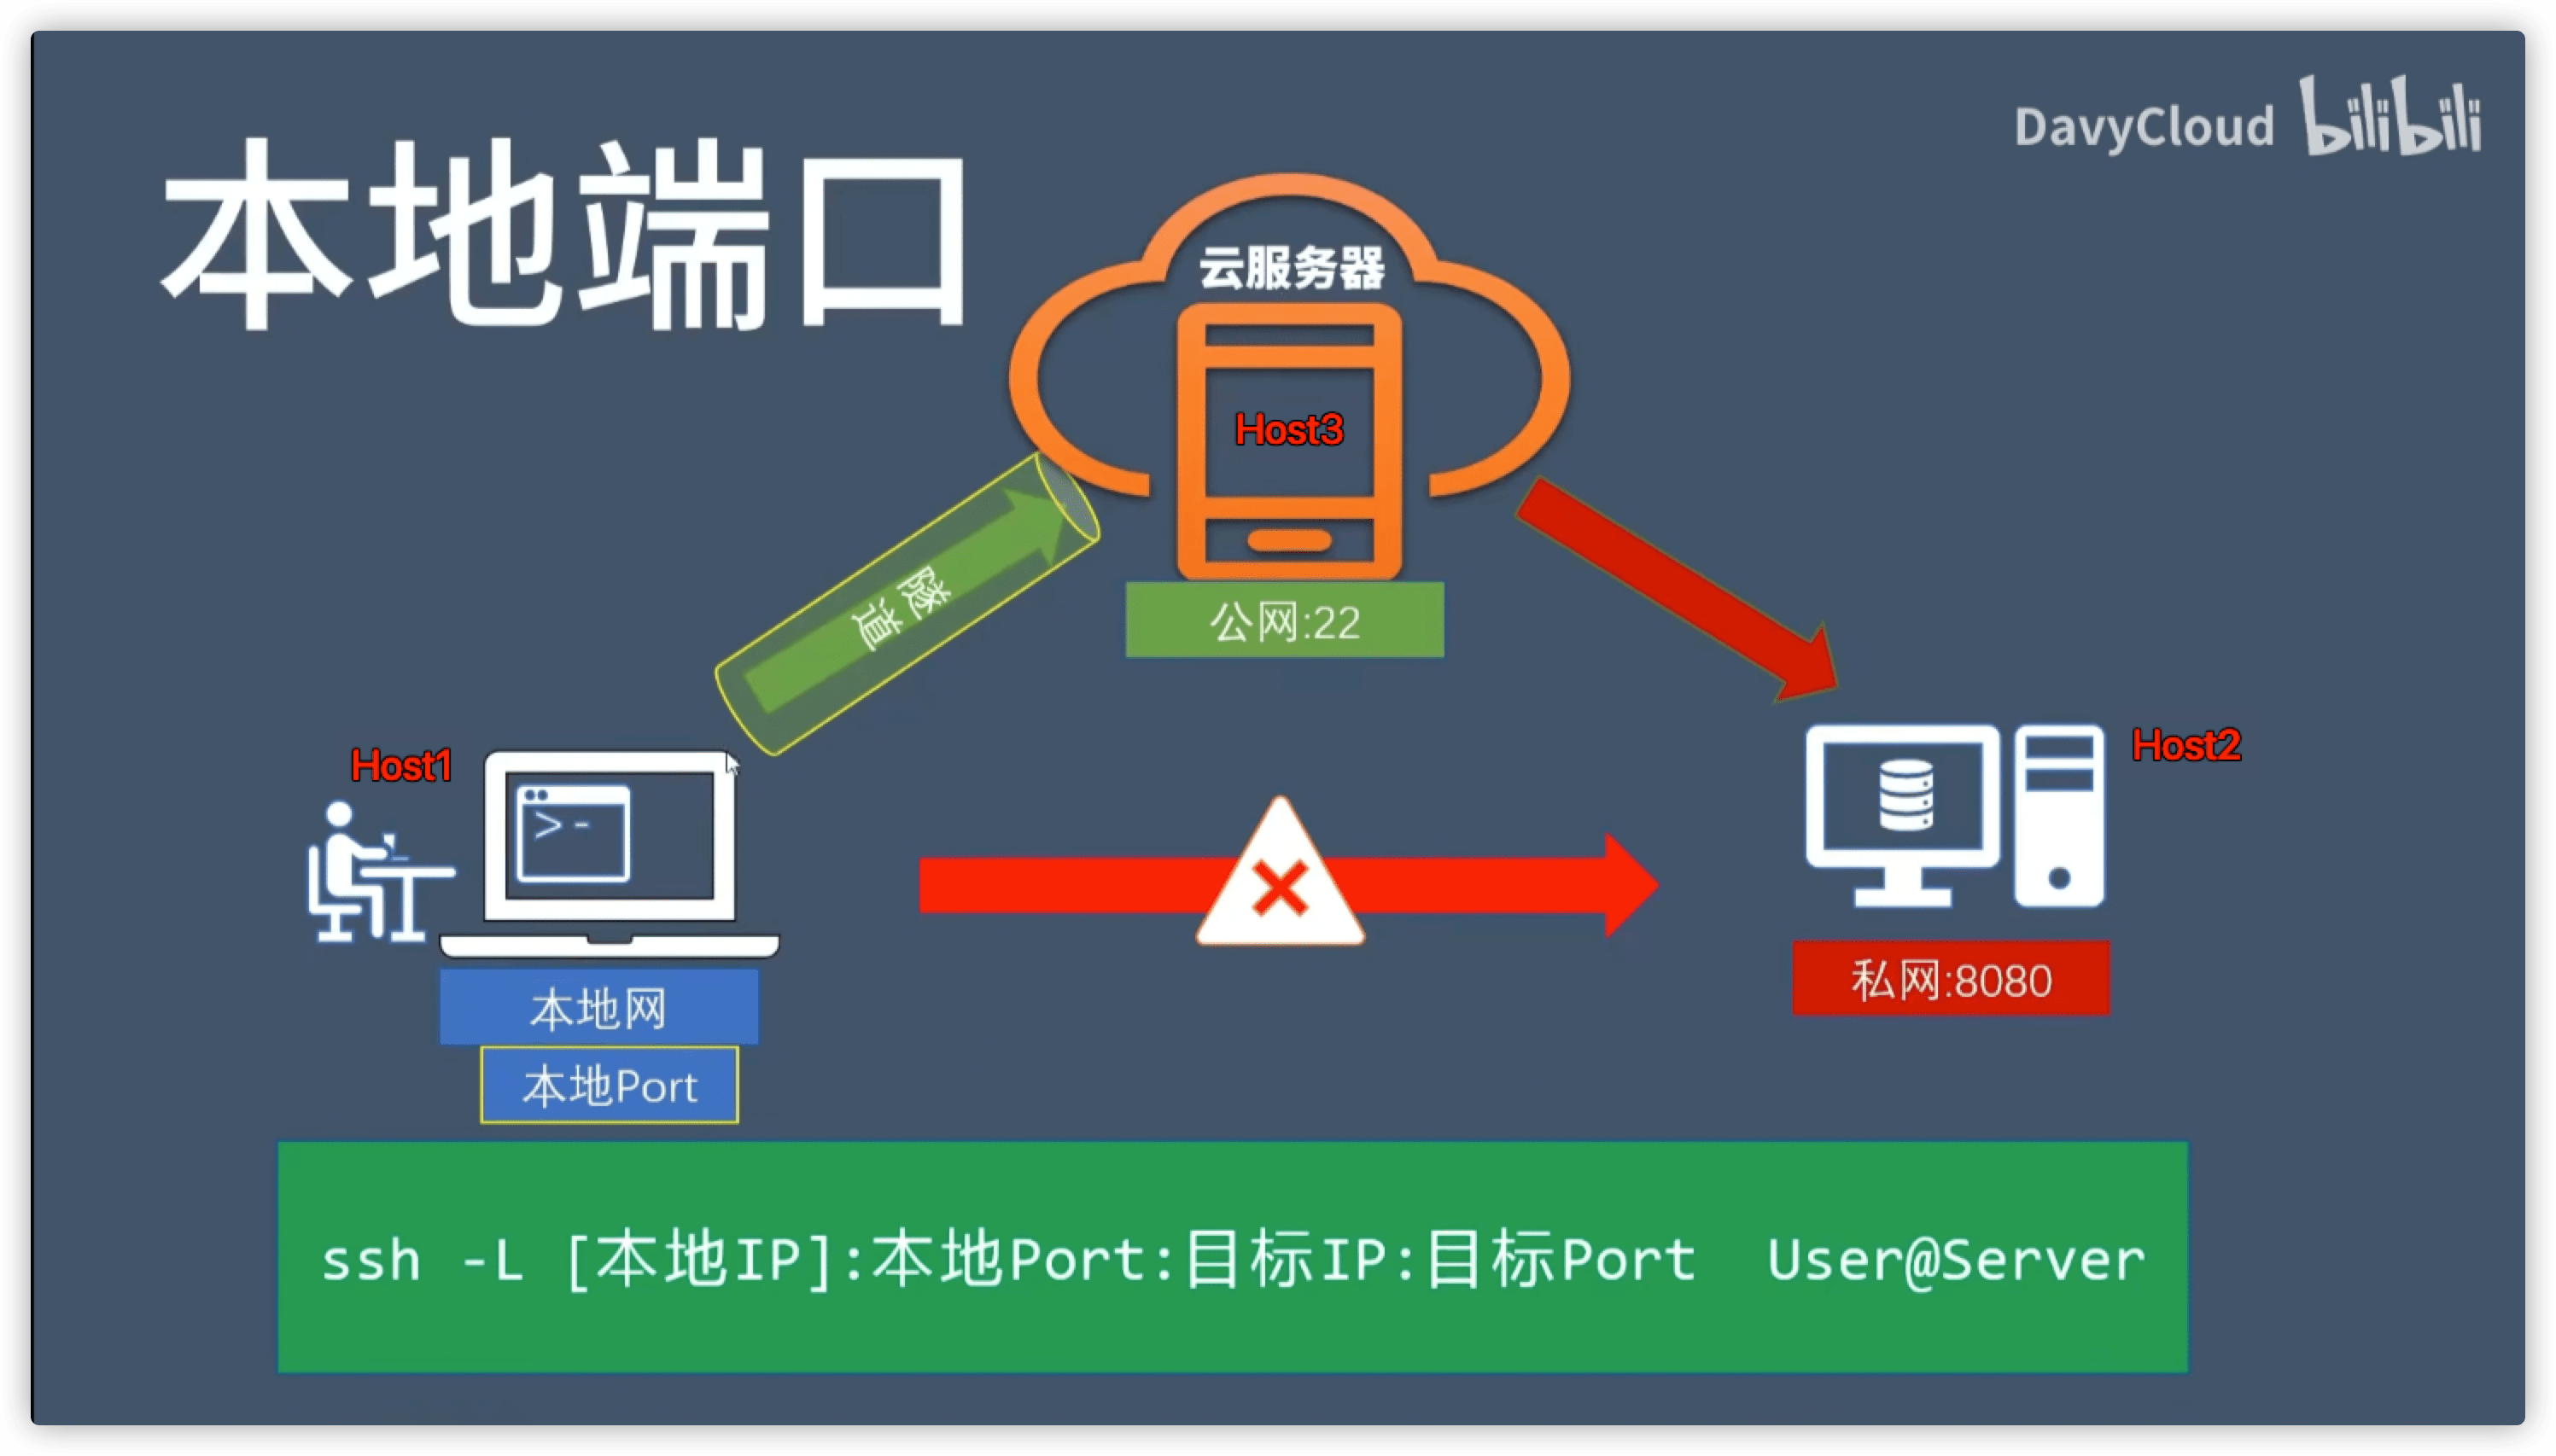 DavyCloud bilibili
本地端口
云服务器
Host3
隧道
公网:22
Host1
Host2
>-
私网:8080
本地网
本地Port
ssh -L [本地IP]:本地Port:目标IP:目标Port User@Server